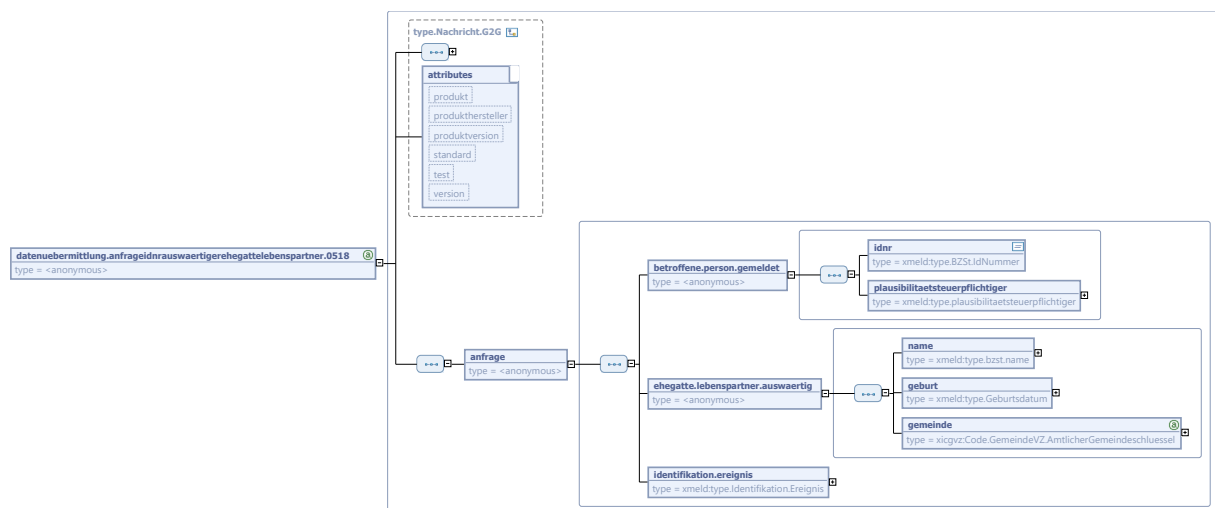 type.Nachricht.G2G
attributes
produkt
produkthersteller
produktversion
standard
test
version
datenuebermittlung.anfrageidnrauswaertigerehegattelebenspartner.0518
type = <anonymous>
anfrage
type = <anonymous>
betroffene.person.gemeldet
type = <anonymous>
idnr
type = xmeld:type.BZSt.IdNummer
plausibilitaetsteuerpflichtiger
type = xmeld:type.plausibilitaetsteuerpflichtiger
ehegatte.lebenspartner.auswaertig
type = <anonymous>
name
type = xmeld:type.bzst.name
geburt
type = xmeld:type.Geburtsdatum
gemeinde
type = xicgvz:Code.GemeindeVZ.AmtlicherGemeindeschluessel
identifikation.ereignis
type = xmeld:type.Identifikation.Ereignis